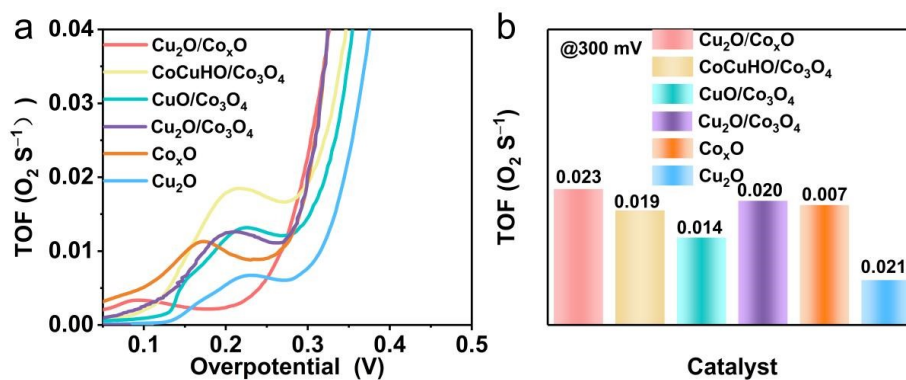 a
TOF (O₂ S⁻¹)
0.04
0.03
0.02
0.01
0.00
Cu₂O/CoₓO
CoCuHO/Co₃O₄
CuO/Co₃O₄
Cu₂O/Co₃O₄
CoₓO
Cu₂O
0.1 0.2 0.3 0.4 0.5
Overpotential (V)
b
TOF (O₂ S⁻¹)
@300 mV
Cu₂O/CoₓO
CoCuHO/Co₃O₄
CuO/Co₃O₄
Cu₂O/Co₃O₄
CoₓO
Cu₂O
0.023
0.019
0.014
0.020
0.007
0.021
Catalyst